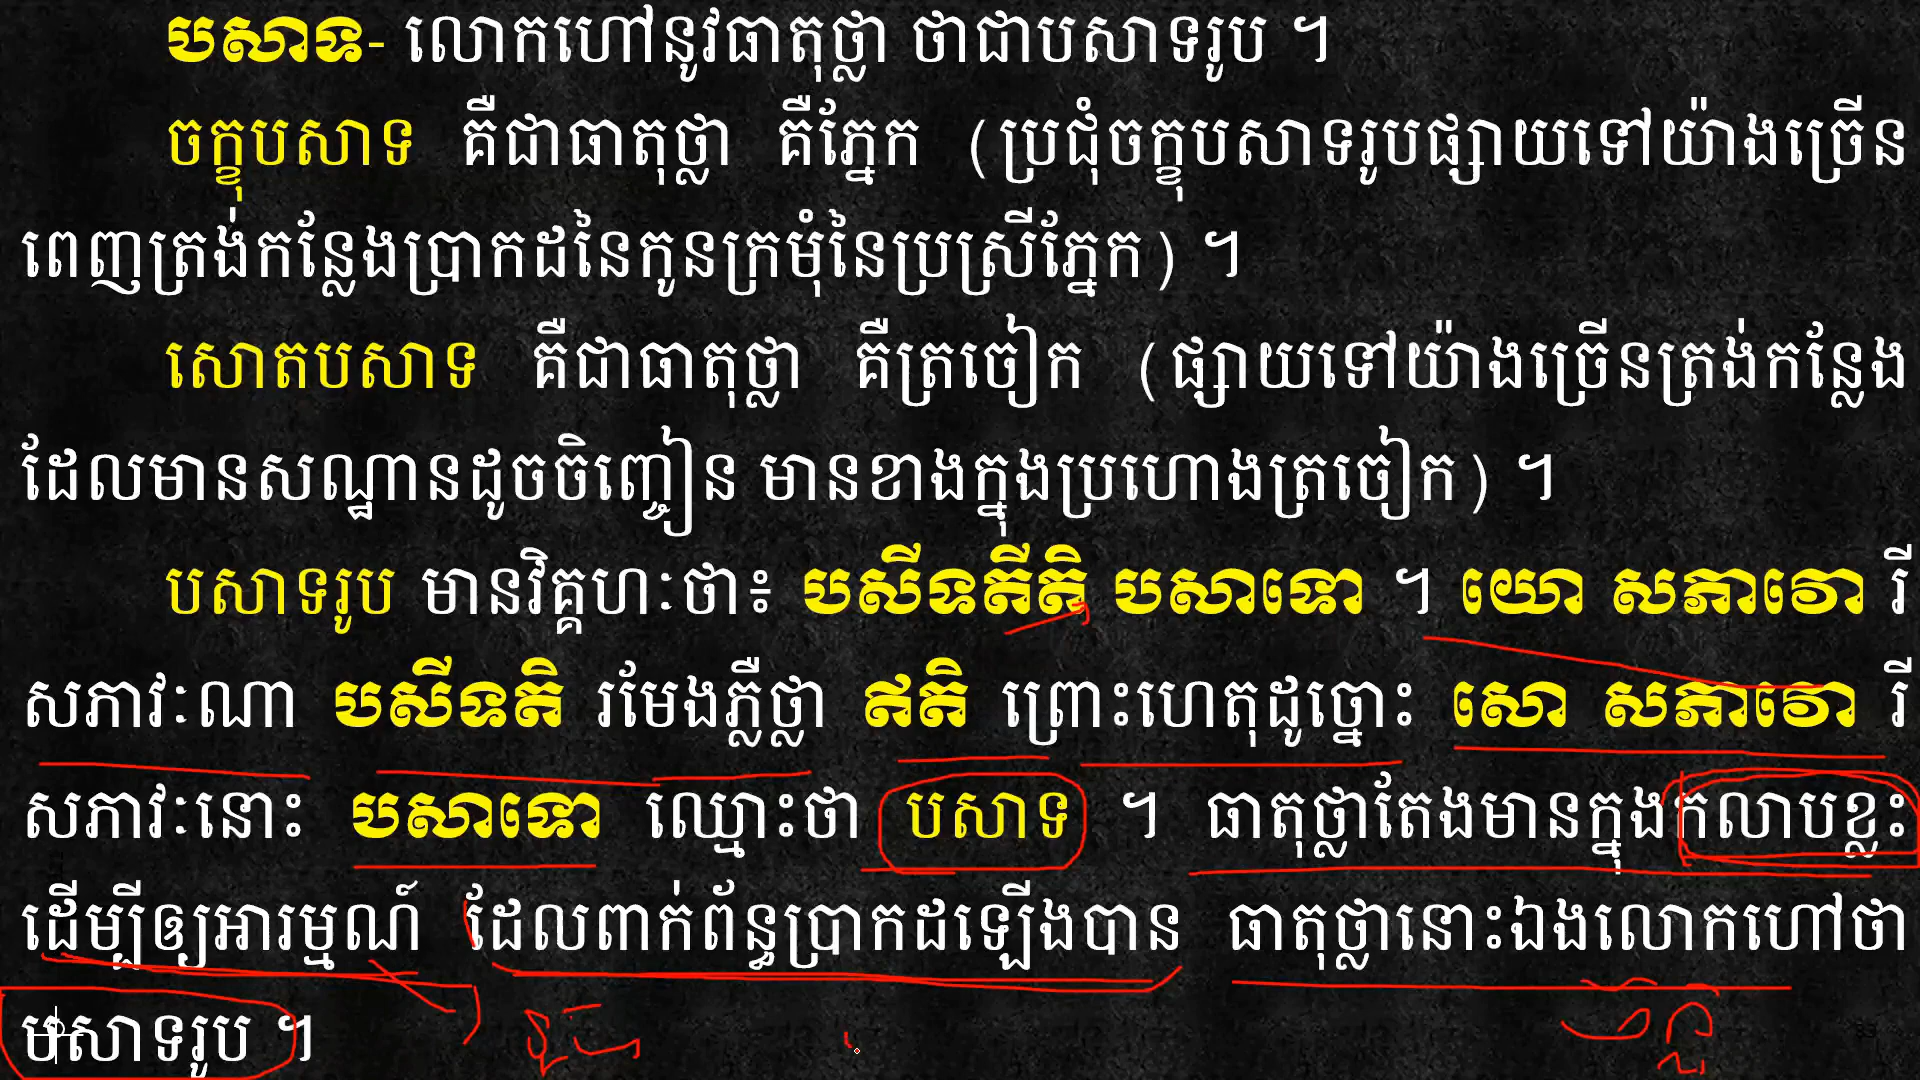 បសាទ- លោកហៅនូវធាតុថ្លា ថាជាបសាទរូប ។
ចក្ខុបសាទ គឺជាធាតុថ្លា គឺភ្នែក (ប្រជុំចក្ខុបសាទរូបផ្សាយទៅយ៉ាងច្រើន
ពេញត្រង់កន្លែងប្រាកដនៃកូនក្រមុំនៃប្រស្រីភ្នែក) ។
សោតបសាទ គឺជាធាតុថ្លា គឺត្រចៀក (ផ្សាយទៅយ៉ាងច្រើនត្រង់កន្លែង
ដែលមានសណ្ឋានដូចចិញ្ចៀន មានខាងក្នុងប្រហោងត្រចៀក) ។
បសាទរូប មានវិគ្គហៈថា៖ បសីទតីតិ បសាទោ ។ យោ សភាវោ រី
សភាវៈណា បសីទតិ រមែងភ្លឺថ្លា ឥតិ ព្រោះហេតុដូច្នោះ សោ សភាវោ រី
សភាវៈនោះ បសាទោ ឈ្មោះថា បសាទ ។ ធាតុថ្លាតែងមានក្នុងកលាបខ្លះ
ដើម្បីឲ្យអារម្មណ៍ ដែលពាក់ព័ន្ធប្រាកដឡើងបាន ធាតុថ្លានោះឯងលោកហៅថា
បសាទរូប ។